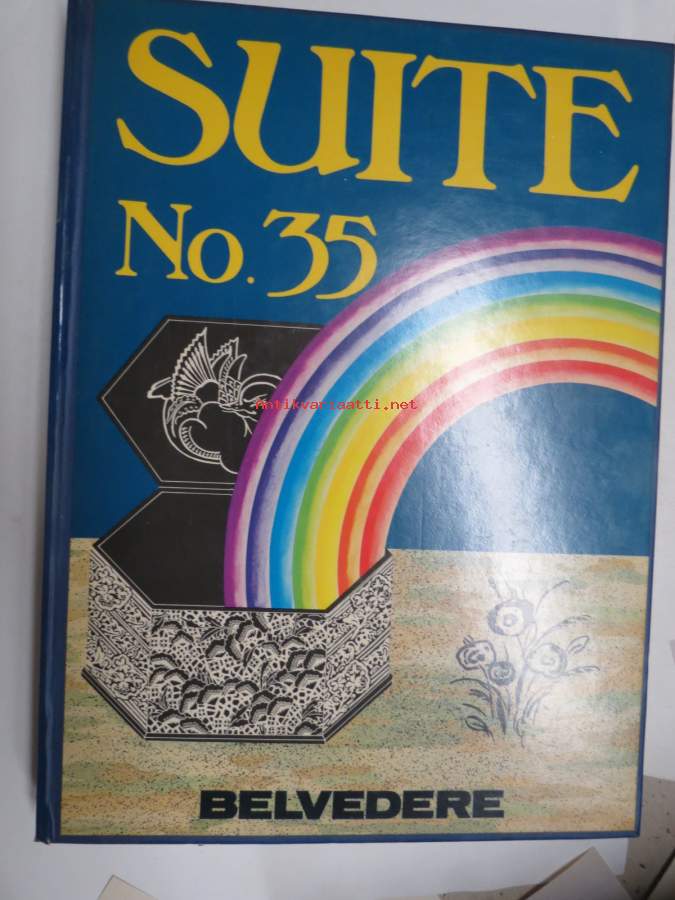 SUITE
No. 35
Antikvariaatti.net
BELVEDERE